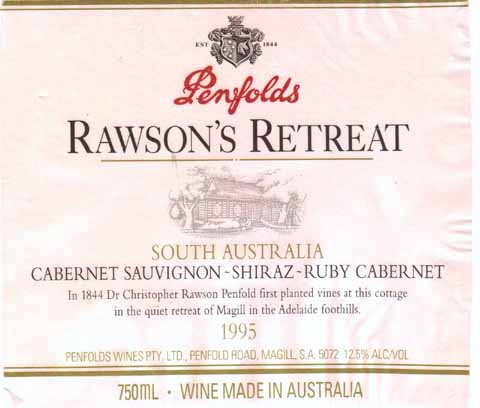 EST 1844
Penfolds
RAWSON'S RETREAT
SOUTH AUSTRALIA
CABERNET SAUVIGNON - SHIRAZ - RUBY CABERNET
In 1844 Dr Christopher Rawson Penfold first planted vines at this cottage
in the quiet retreat of Magill in the Adelaide foothills.
1995
PENFOLDS WINES PTY. LTD., PENFOLD ROAD, MAGILL, S.A. 5072 12.5% ALC/VOL
750ML · WINE MADE IN AUSTRALIA